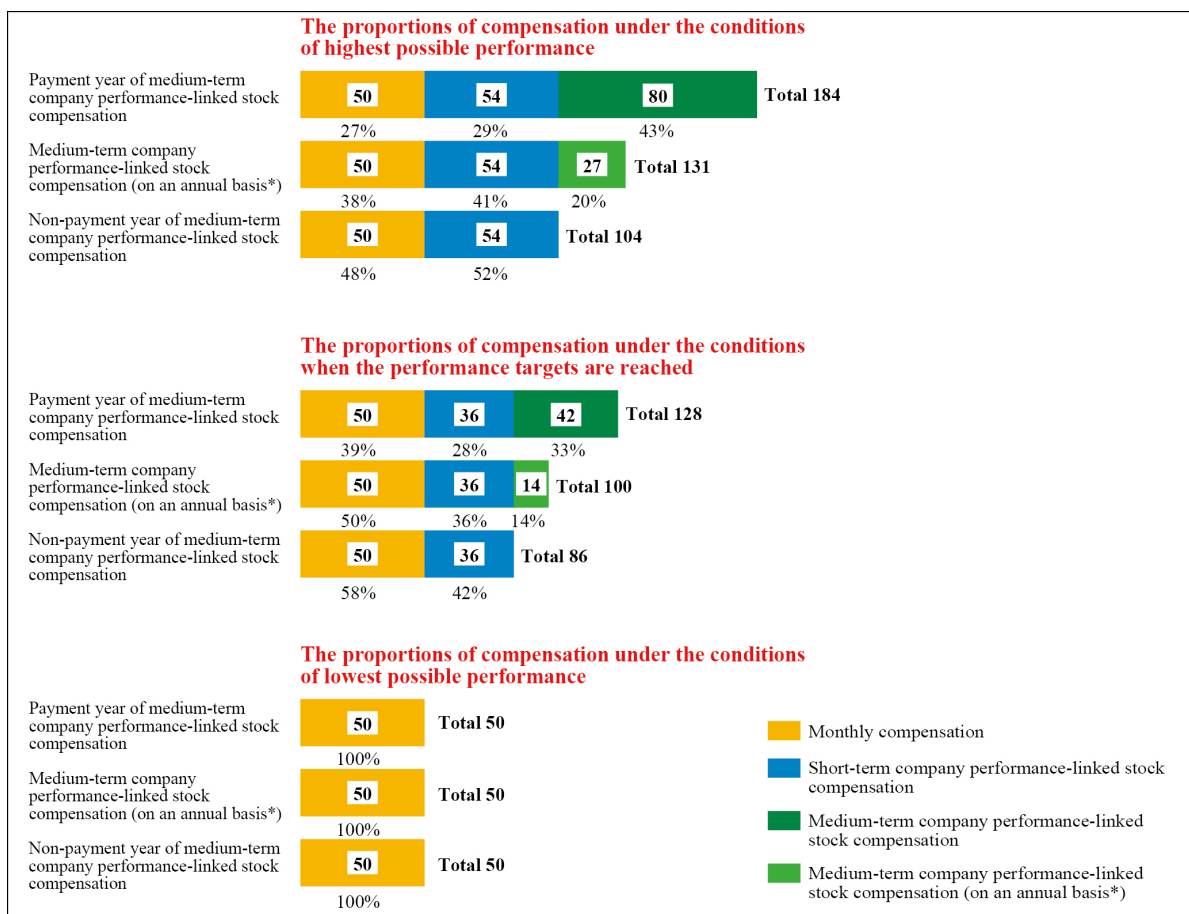 The proportions of compensation under the conditions
of highest possible performance
Payment year of medium-term
company performance-linked stock
compensation
50 54 80 Total 184
27% 29% 43%
Medium-term company
performance-linked stock
compensation (on an annual basis*)
50 54 27 Total 131
38% 41% 20%
Non-payment year of medium-term
company performance-linked stock
compensation
50 54 Total 104
48% 52%
The proportions of compensation under the conditions
when the performance targets are reached
Payment year of medium-term
company performance-linked stock
compensation
50 36 42 Total 128
39% 28% 33%
Medium-term company
performance-linked stock
compensation (on an annual basis*)
50 36 14 Total 100
50% 36% 14%
Non-payment year of medium-term
company performance-linked stock
compensation
50 36 Total 86
58% 42%
The proportions of compensation under the conditions
of lowest possible performance
Payment year of medium-term
company performance-linked stock
compensation
50 Total 50
100%
Medium-term company
performance-linked stock
compensation (on an annual basis*)
50 Total 50
100%
Non-payment year of medium-term
company performance-linked stock
compensation
50 Total 50
100%
Monthly compensation
Short-term company performance-linked stock
compensation
Medium-term company performance-linked
stock compensation
Medium-term company performance-linked
stock compensation (on an annual basis*)